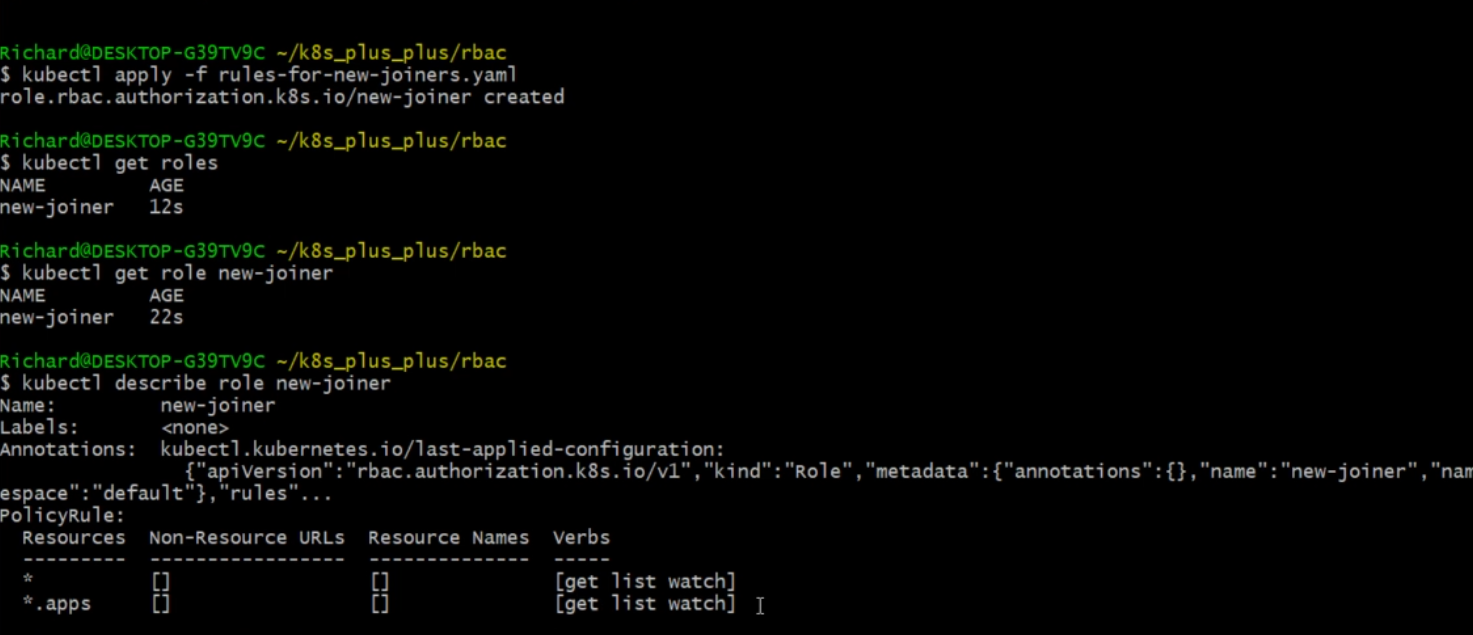 Richard@DESKTOP-G39TV9C ~/k8s_plus_plus/rbac
$ kubectl apply -f rules-for-new-joiners.yaml
role.rbac.authorization.k8s.io/new-joiner created
Richard@DESKTOP-G39TV9C ~/k8s_plus_plus/rbac
$ kubectl get roles
NAME         AGE
new-joiner   12s
Richard@DESKTOP-G39TV9C ~/k8s_plus_plus/rbac
$ kubectl get role new-joiner
NAME         AGE
new-joiner   22s
Richard@DESKTOP-G39TV9C ~/k8s_plus_plus/rbac
$ kubectl describe role new-joiner
Name:         new-joiner
Labels:       <none>
Annotations:  kubectl.kubernetes.io/last-applied-configuration:
                {"apiVersion":"rbac.authorization.k8s.io/v1","kind":"Role","metadata":{"annotations":{},"name":"new-joiner","nam
espace":"default"},"rules"...
PolicyRule:
  Resources  Non-Resource URLs  Resource Names  Verbs
  ---------  -----------------  --------------  -----
  *          []                 []              [get list watch]
  *.apps     []                 []              [get list watch]